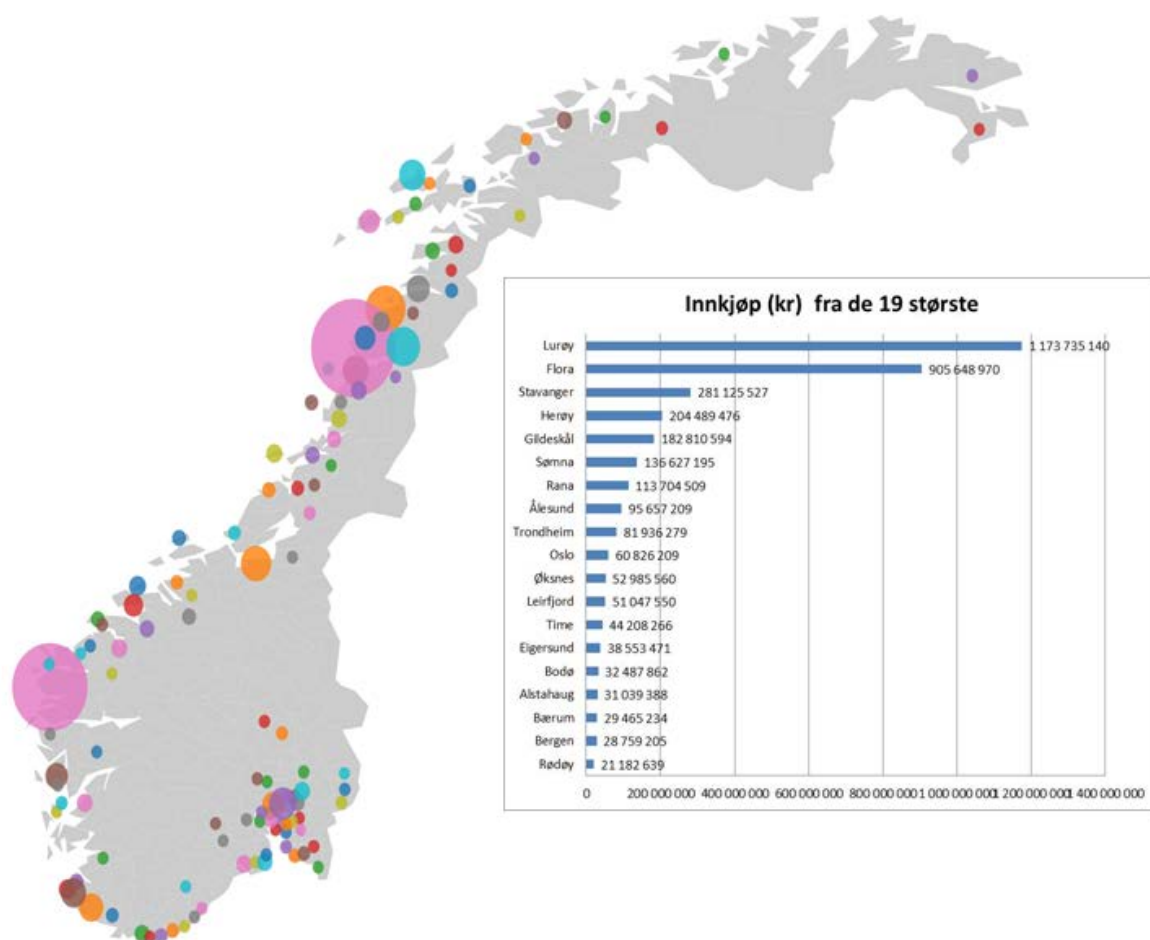 Innkjøp (kr) fra de 19 største
Lurøy 1 173 735 140
Flora 905 648 970
Stavanger 281 125 527
Herøy 204 489 476
Gildeskål 182 810 594
Sømna 136 627 195
Rana 113 704 509
Ålesund 95 657 209
Trondheim 81 936 279
Oslo 60 826 209
Øksnes 52 985 560
Leirfjord 51 047 550
Time 44 208 266
Eigersund 38 553 471
Bodø 32 487 862
Alstahaug 31 039 388
Bærum 29 465 234
Bergen 28 759 205
Rødøy 21 182 639
0 200 000 000 400 000 000 600 000 000 800 000 000 1 000 000 000 1 200 000 000 1 400 000 000